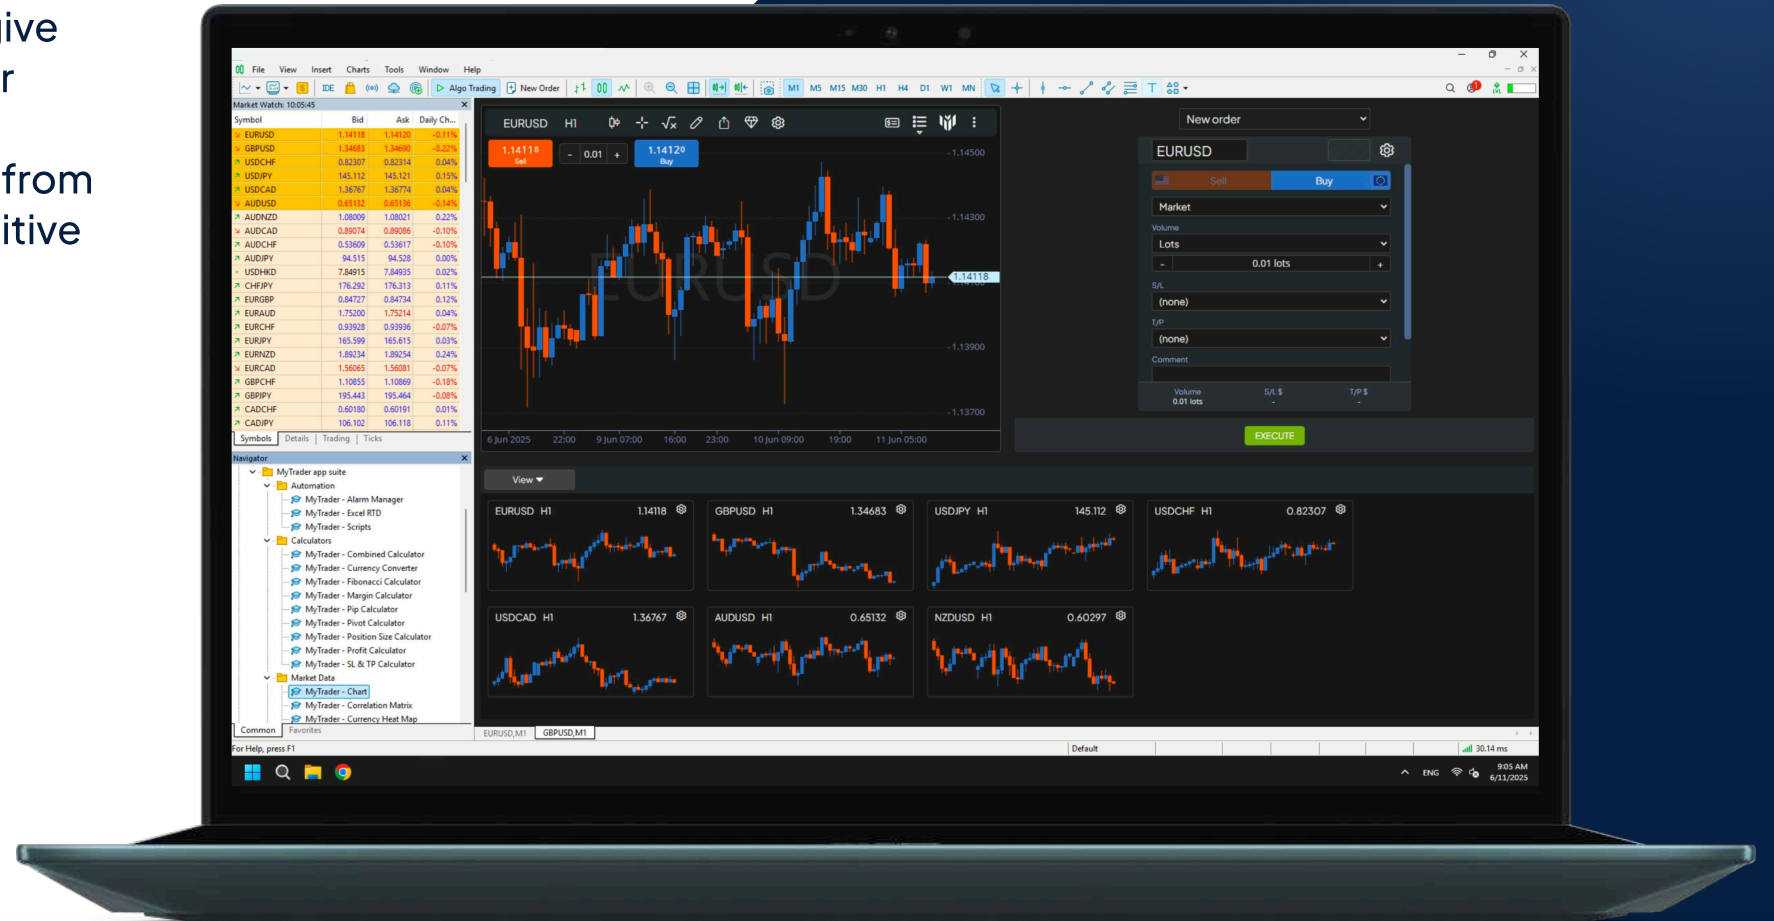 give
r
from
itive
File View Insert Charts Tools Window Help
IDE Algo Trading New Order M1 M5 M15 M30 H1 H4 D1 W1 MN LVL
Market Watch: 10:05:45
Symbol Bid Ask Daily Ch...
EURUSD 1.14118 1.14120 -0.11%
GBPUSD 1.34683 1.34690 -0.22%
USDCHF 0.82307 0.82314 0.04%
USDJPY 145.112 145.121 0.15%
USDCAD 1.36767 1.36774 0.04%
AUDUSD 0.65132 0.65136 -0.14%
AUDNZD 1.08009 1.08021 0.22%
AUDCAD 0.89074 0.89086 -0.10%
AUDCHF 0.53609 0.53617 -0.10%
AUDJPY 94.515 94.528 0.00%
USDHKD 7.84915 7.84935 0.02%
CHFJPY 176.292 176.313 0.11%
EURGBP 0.84727 0.84734 0.12%
EURAUD 1.75200 1.75214 0.04%
EURCHF 0.93928 0.93936 -0.07%
EURJPY 165.599 165.615 0.03%
EURNZD 1.89234 1.89254 0.24%
EURCAD 1.56065 1.56081 -0.07%
GBPCHF 1.10855 1.10869 -0.18%
GBPJPY 195.443 195.464 -0.08%
CADCHF 0.60180 0.60191 0.01%
CADJPY 106.102 106.118 0.11%
Symbols Details Trading Ticks
Navigator
MyTrader app suite
Automation
MyTrader - Alarm Manager
MyTrader - Excel RTD
MyTrader - Scripts
Calculators
MyTrader - Combined Calculator
MyTrader - Currency Converter
MyTrader - Fibonacci Calculator
MyTrader - Margin Calculator
MyTrader - Pip Calculator
MyTrader - Pivot Calculator
MyTrader - Position Size Calculator
MyTrader - Profit Calculator
MyTrader - SL & TP Calculator
Market Data
MyTrader - Chart
MyTrader - Correlation Matrix
MyTrader - Currency Heat Map
Common Favorites
EURUSD H1
1.14118 Sell - 0.01 + 1.14120 Buy
EURUSD
1.14500
1.14300
1.14118
1.13900
1.13700
6 Jun 2025 22:00 9 Jun 07:00 16:00 23:00 10 Jun 09:00 19:00 11 Jun 05:00
New order
EURUSD
Sell Buy
Market
Volume
Lots
- 0.01 lots +
S/L
(none)
T/P
(none)
Comment
Volume S/L $ T/P $
0.01 lots - -
EXECUTE
View
EURUSD H1 1.14118
GBPUSD H1 1.34683
USDJPY H1 145.112
USDCHF H1 0.82307
USDCAD H1 1.36767
AUDUSD H1 0.65132
NZDUSD H1 0.60297
EURUSD,M1 GBPUSD,M1
For Help, press F1 Default 30.14 ms
ENG 9:05 AM
6/11/2025